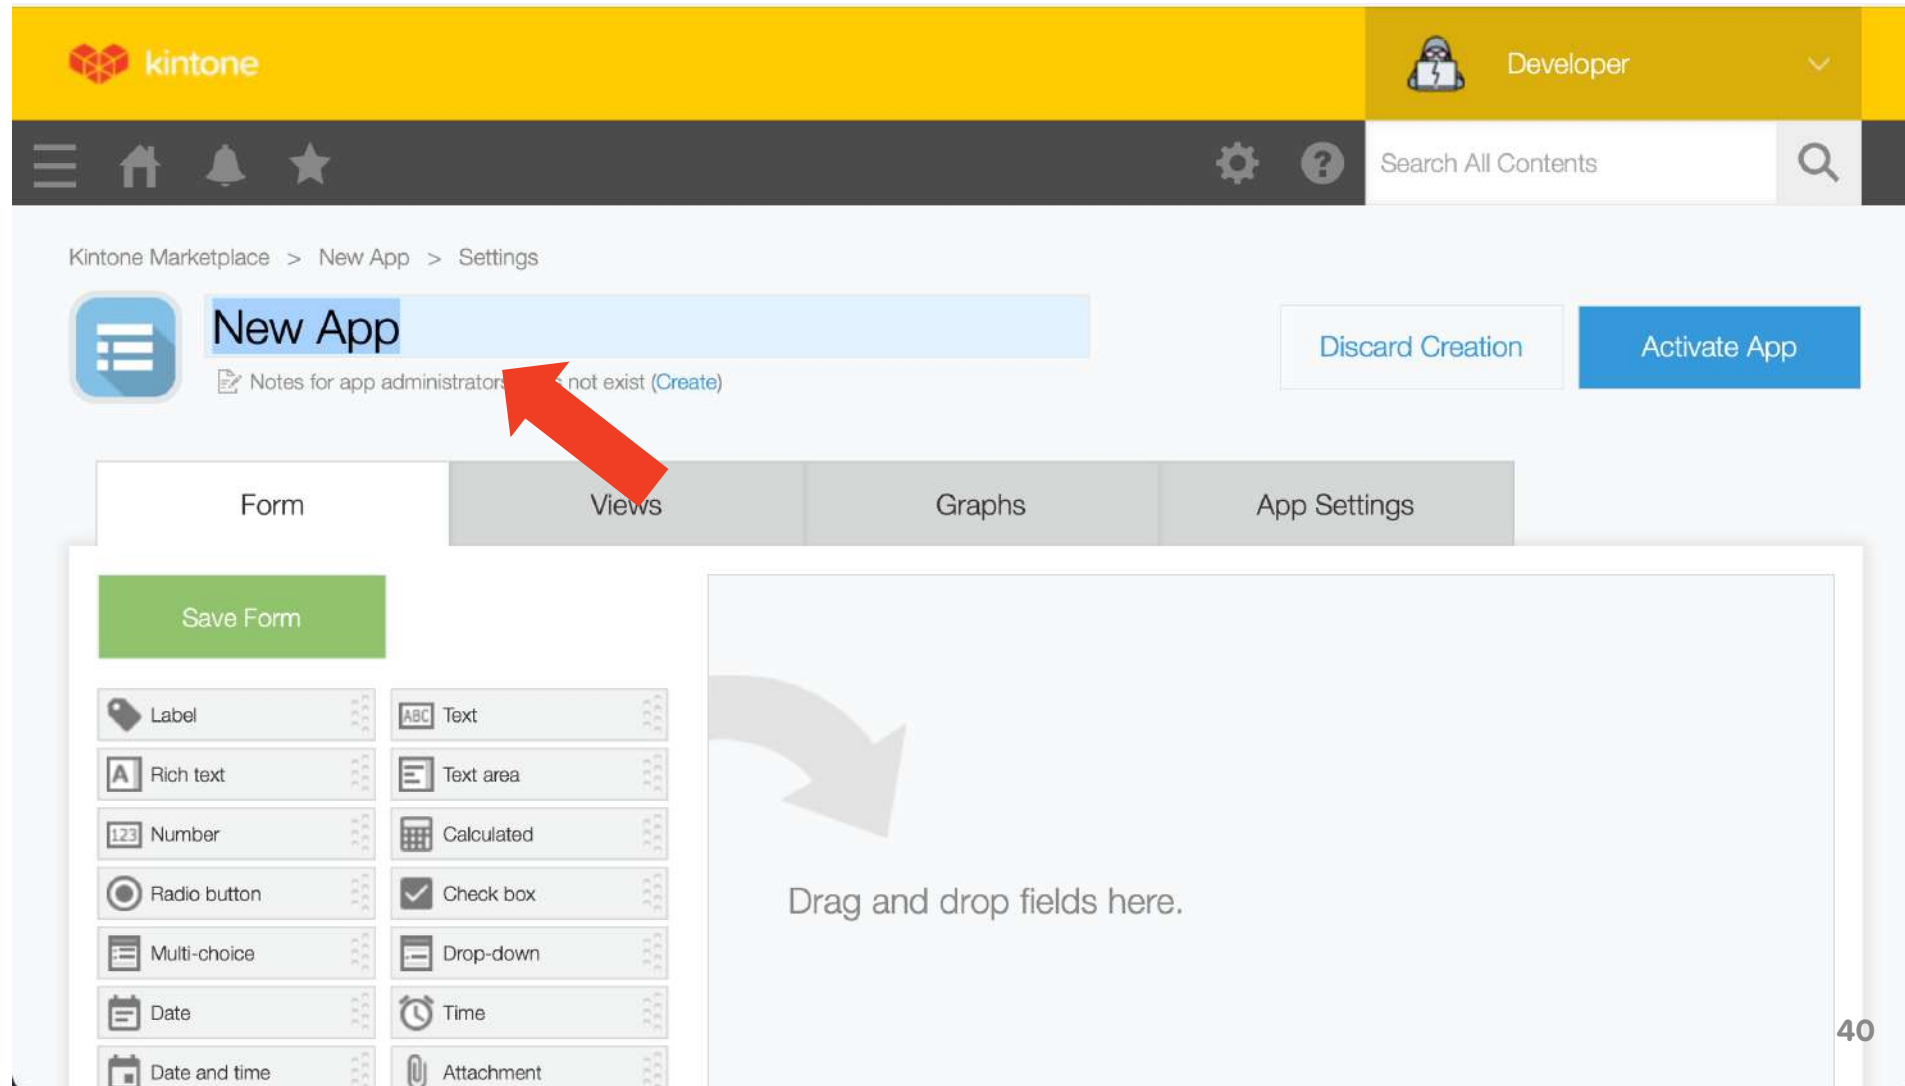 kintone
Developer
Search All Contents
Kintone Marketplace > New App > Settings
New App
Discard Creation
Activate App
Notes for app administrators not exist (Create)
Form
Views
Graphs
App Settings
Save Form
Label
ABC Text
A Rich text
Text area
123 Number
Calculated
Radio button
Check box
Multi-choice
Drop-down
Date
Time
Date and time
Attachment
Drag and drop fields here.
40